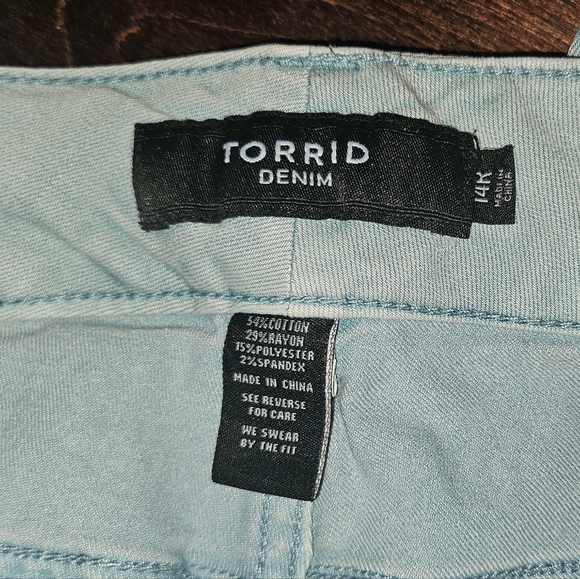 TORRID
DENIM
14R
MADE IN
CHINA
54%COTTON
29%RAYON
15%POLYESTER
2%SPANDEX
MADE IN CHINA
SEE REVERSE
FOR CARE
WE SWEAR
BY THE FIT